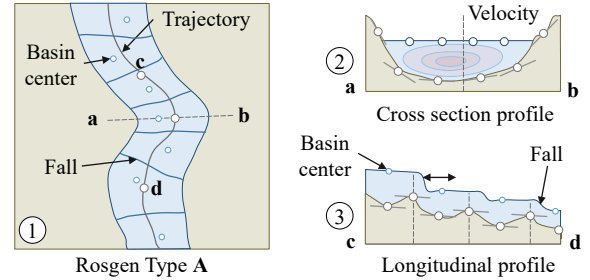 Trajectory
Basin
center
c
a
b
Fall
d
1
Rosgen Type A
Velocity
2
a
b
Cross section profile
Basin
center
Fall
3
c
d
Longitudinal profile